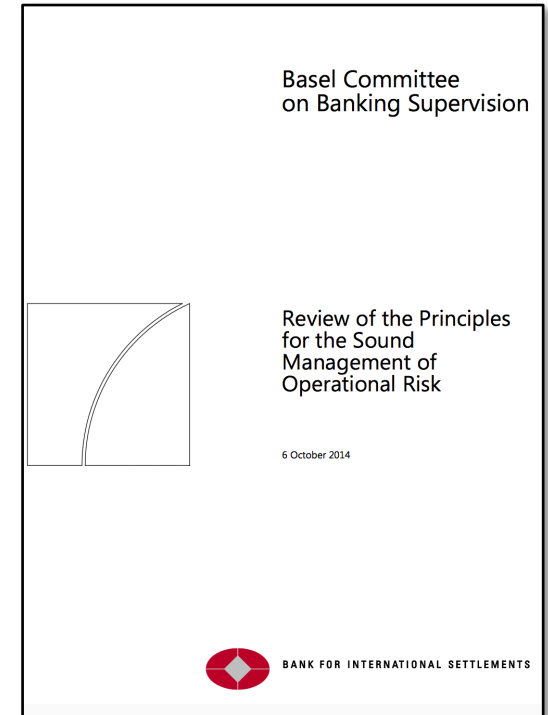 Basel Committee
on Banking Supervision
Review of the Principles
for the Sound
Management of
Operational Risk
6 October 2014
BANK FOR INTERNATIONAL SETTLEMENTS